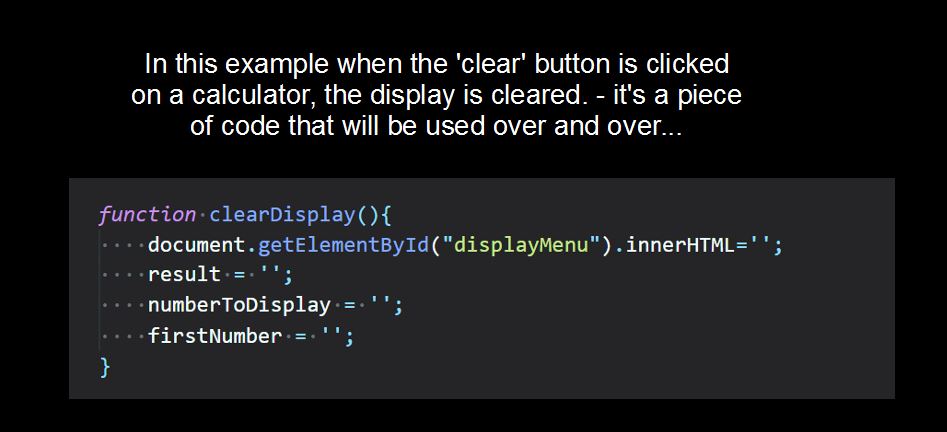 In this example when the 'clear' button is clicked
on a calculator, the display is cleared. - it's a piece
of code that will be used over and over...
function clearDisplay(){
    document.getElementById("displayMenu").innerHTML='';
    result = '';
    numberToDisplay = '';
    firstNumber = '';
}